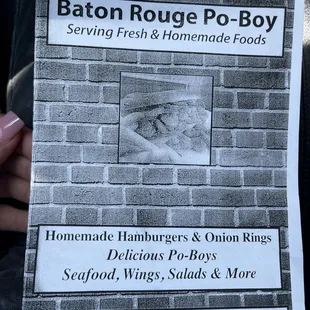 Baton Rouge Po-Boy
Serving Fresh & Homemade Foods
Homemade Hamburgers & Onion Rings
Delicious Po-Boys
Seafood, Wings, Salads & More